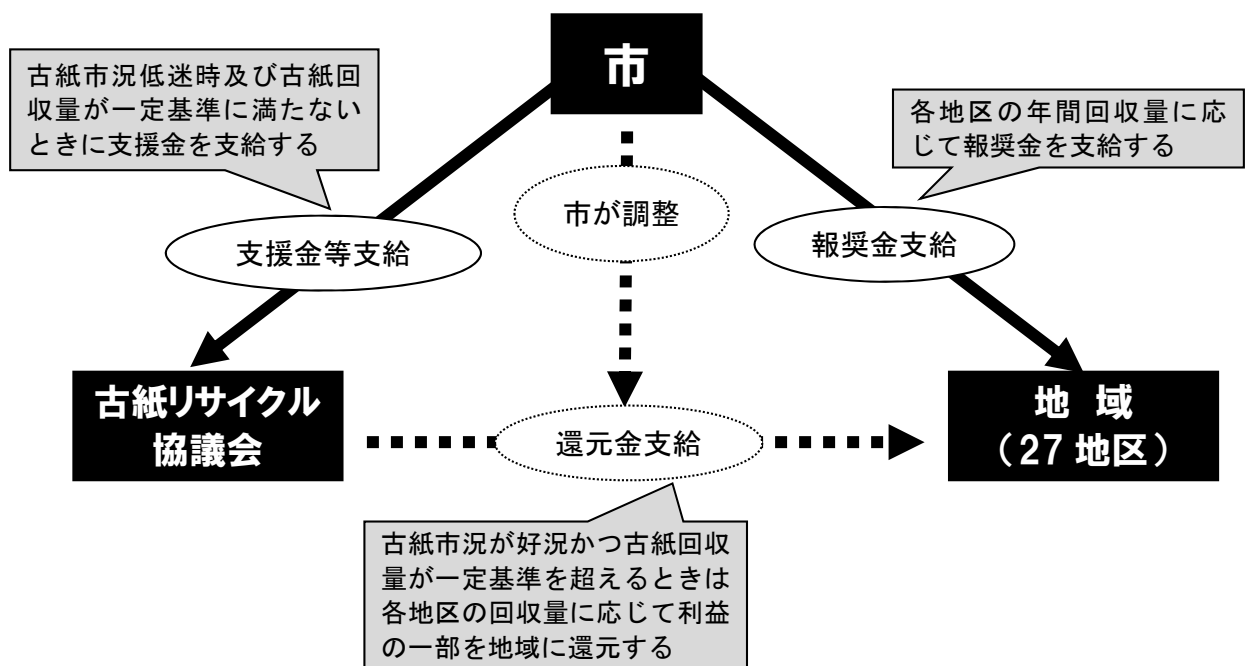 市
古紙市況低迷時及び古紙回
収量が一定基準に満たない
ときに支援金を支給する
各地区の年間回収量に応
じて報奨金を支給する
市が調整
支援金等支給
報奨金支給
古紙リサイクル
協議会
還元金支給
地 域
（27 地区）
古紙市況が好況かつ古紙回収
量が一定基準を超えるときは
各地区の回収量に応じて利益
の一部を地域に還元する